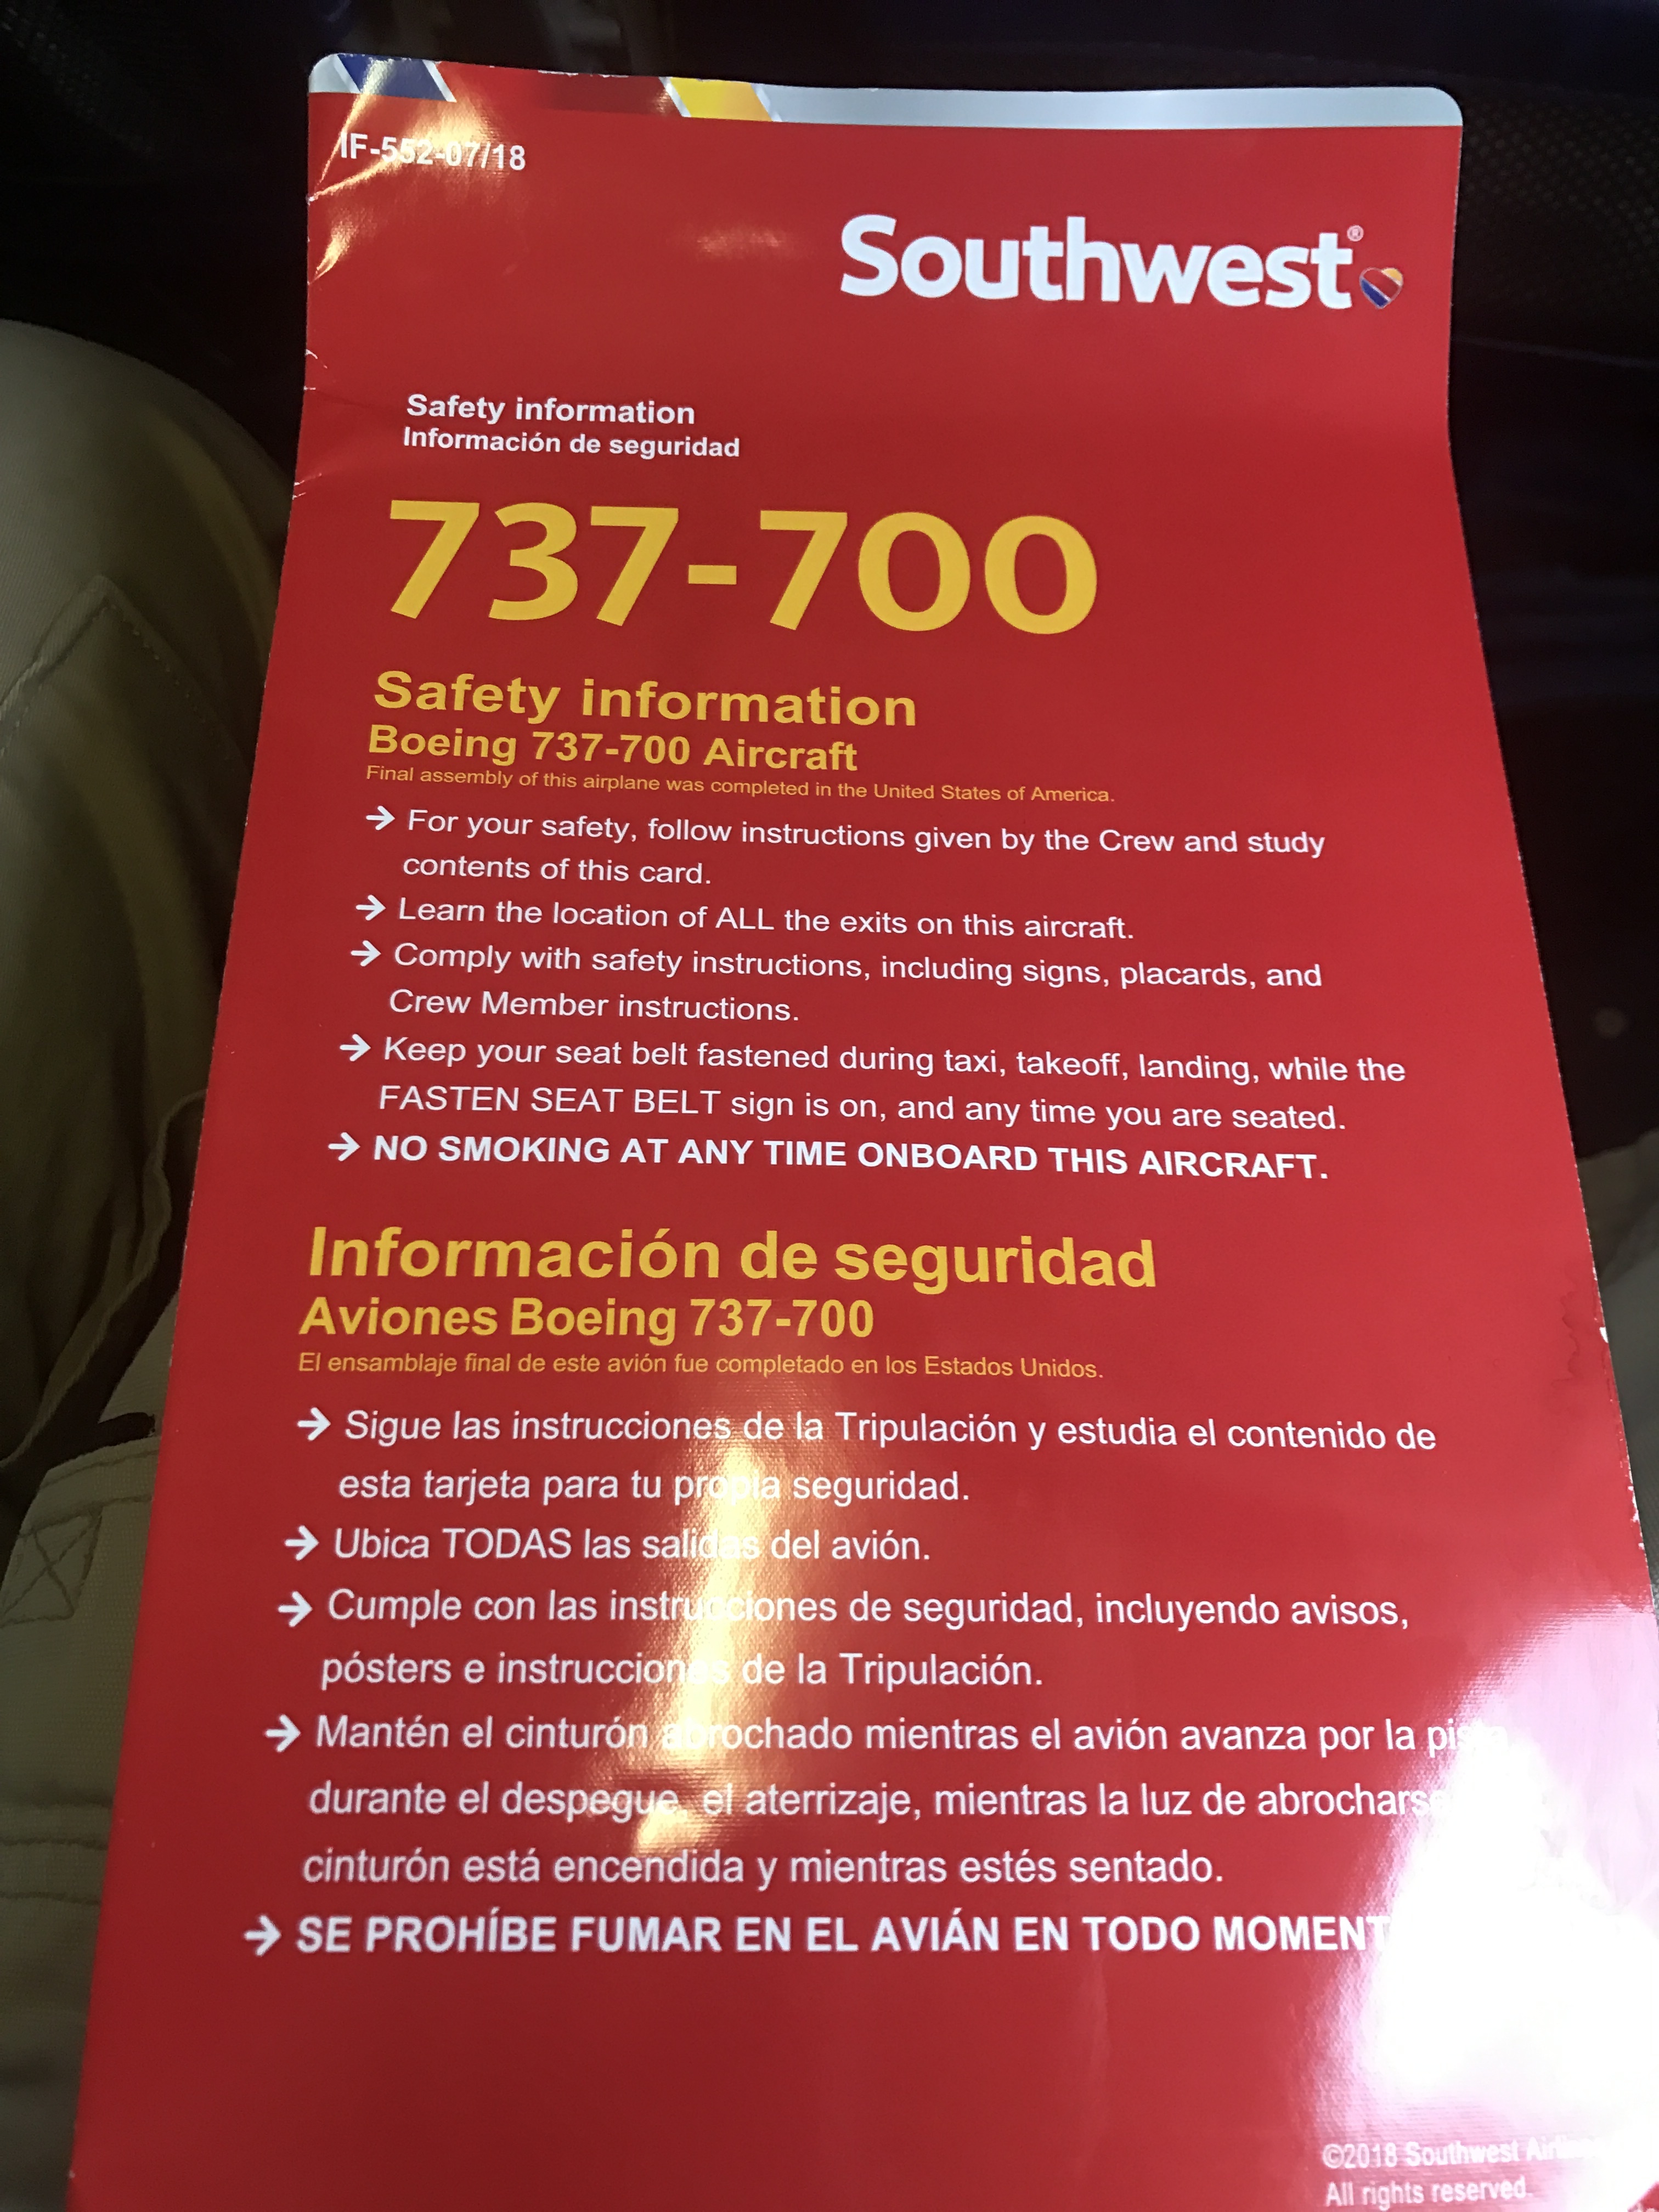 IF-552-07/18
Southwest®
Safety information
Información de seguridad
737-700
Safety information
Boeing 737-700 Aircraft
Final assembly of this airplane was completed in the United States of America.
→ For your safety, follow instructions given by the Crew and study
contents of this card.
→ Learn the location of ALL the exits on this aircraft.
→ Comply with safety instructions, including signs, placards, and
Crew Member instructions.
→ Keep your seat belt fastened during taxi, takeoff, landing, while the
FASTEN SEAT BELT sign is on, and any time you are seated.
→ NO SMOKING AT ANY TIME ONBOARD THIS AIRCRAFT.
Información de seguridad
Aviones Boeing 737-700
El ensamblaje final de este avión fue completado en los Estados Unidos.
→ Sigue las instrucciones de la Tripulación y estudia el contenido de
esta tarjeta para tu propia seguridad.
→ Ubica TODAS las salidas del avión.
→ Cumple con las instrucciones de seguridad, incluyendo avisos,
pósters e instrucciones de la Tripulación.
→ Mantén el cinturón abrochado mientras el avión avanza por la pista
durante el despegue, el aterrizaje, mientras la luz de abrocharse
cinturón está encendida y mientras estés sentado.
→ SE PROHÍBE FUMAR EN EL AVIÁN EN TODO MOMENT
©2018 Southwest Airlines
All rights reserved.